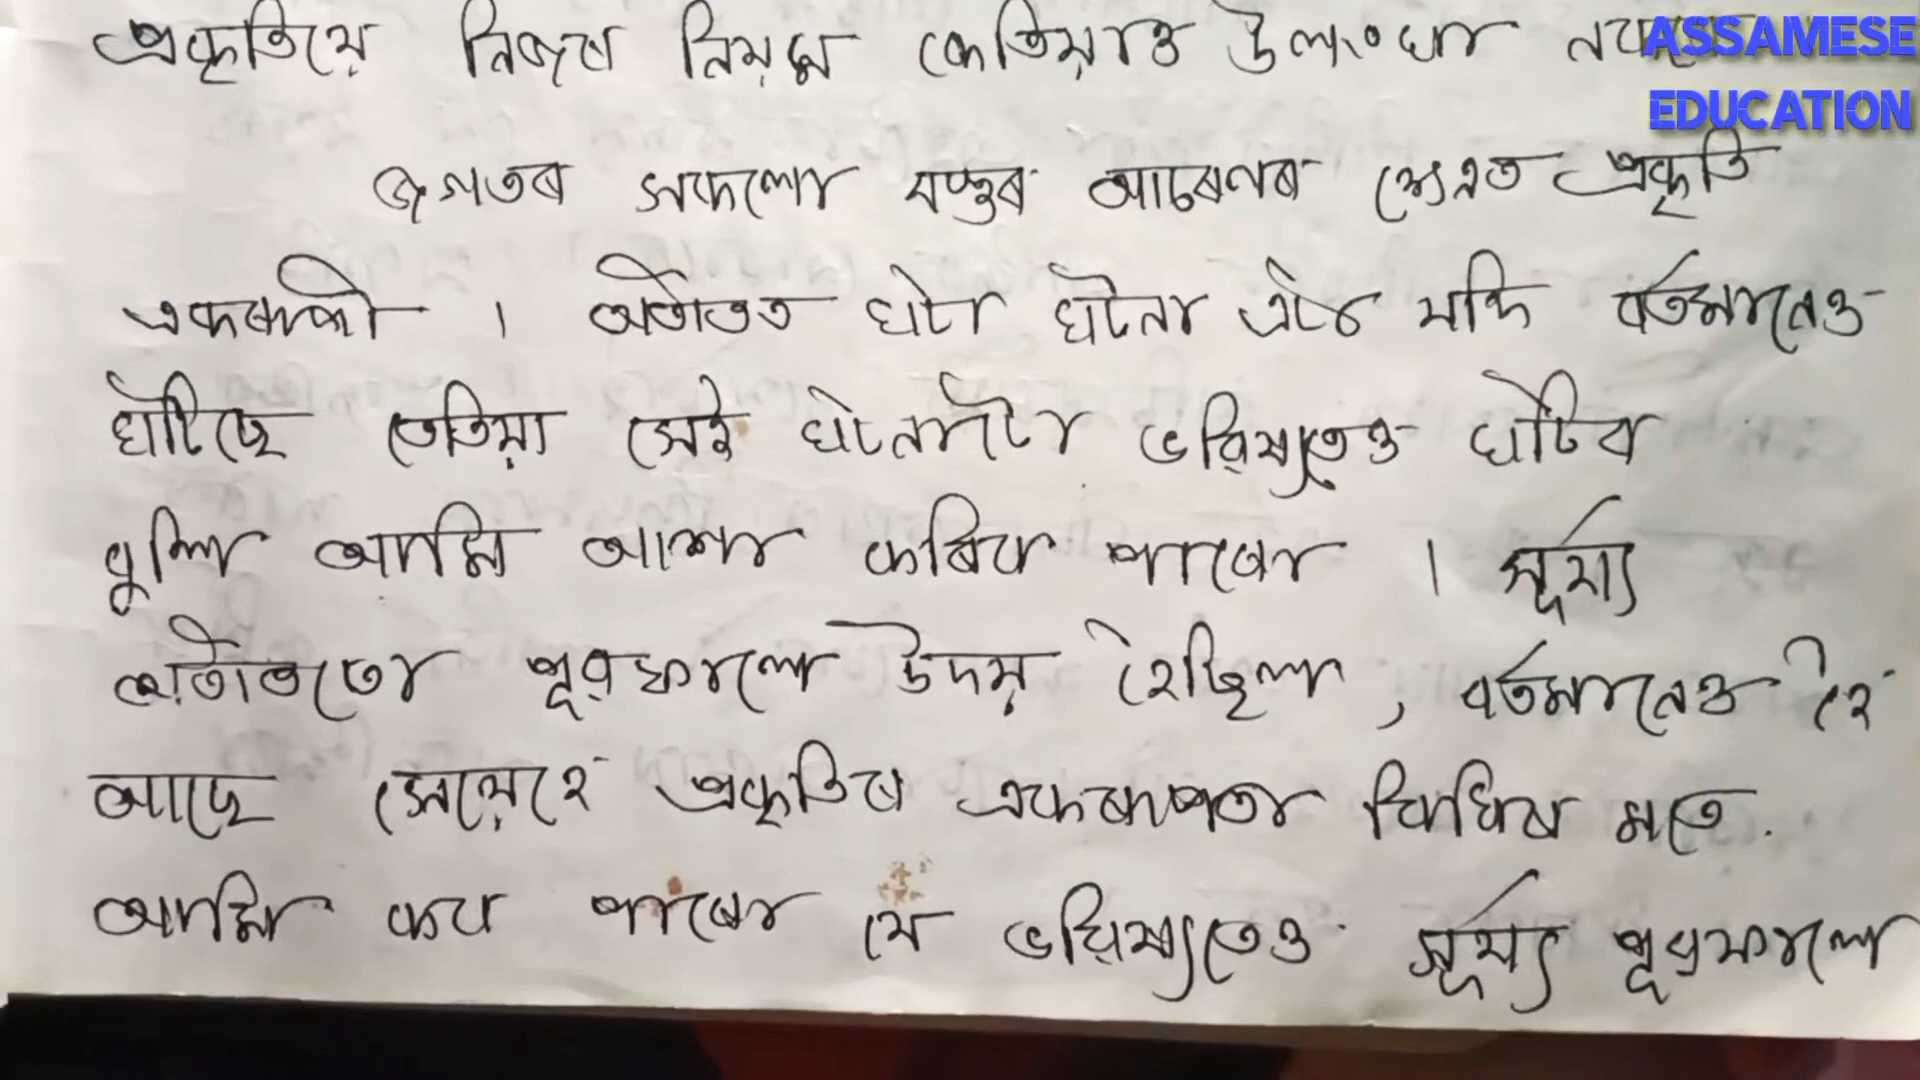 প্ৰকৃতিয়ে নিজৰ নিয়ম কেতিয়াও উলংঘা নকৰে
ASSAMESE
EDUCATION
জগতৰ সকলো বস্তুৰ আচৰণৰ ক্ষেত্ৰত প্ৰকৃতি
একৰূপী । অতীতত ঘটা ঘটনা এটা যদি বৰ্তমানেও
ঘটিছে তেতিয়া সেই ঘটনাটো ভৱিষ্যতেও ঘটিব
বুলি আমি আশা কৰিব পাৰো । সূৰ্য্য
অতীততো পূৱফালে উদয় হৈছিল, বৰ্তমানেও হৈ
আছে সেয়েহে প্ৰকৃতিৰ একৰূপতা বিধিৰ মতে
আমি কব পাৰো যে ভৱিষ্যতেও সূৰ্য্য পূৱফালে